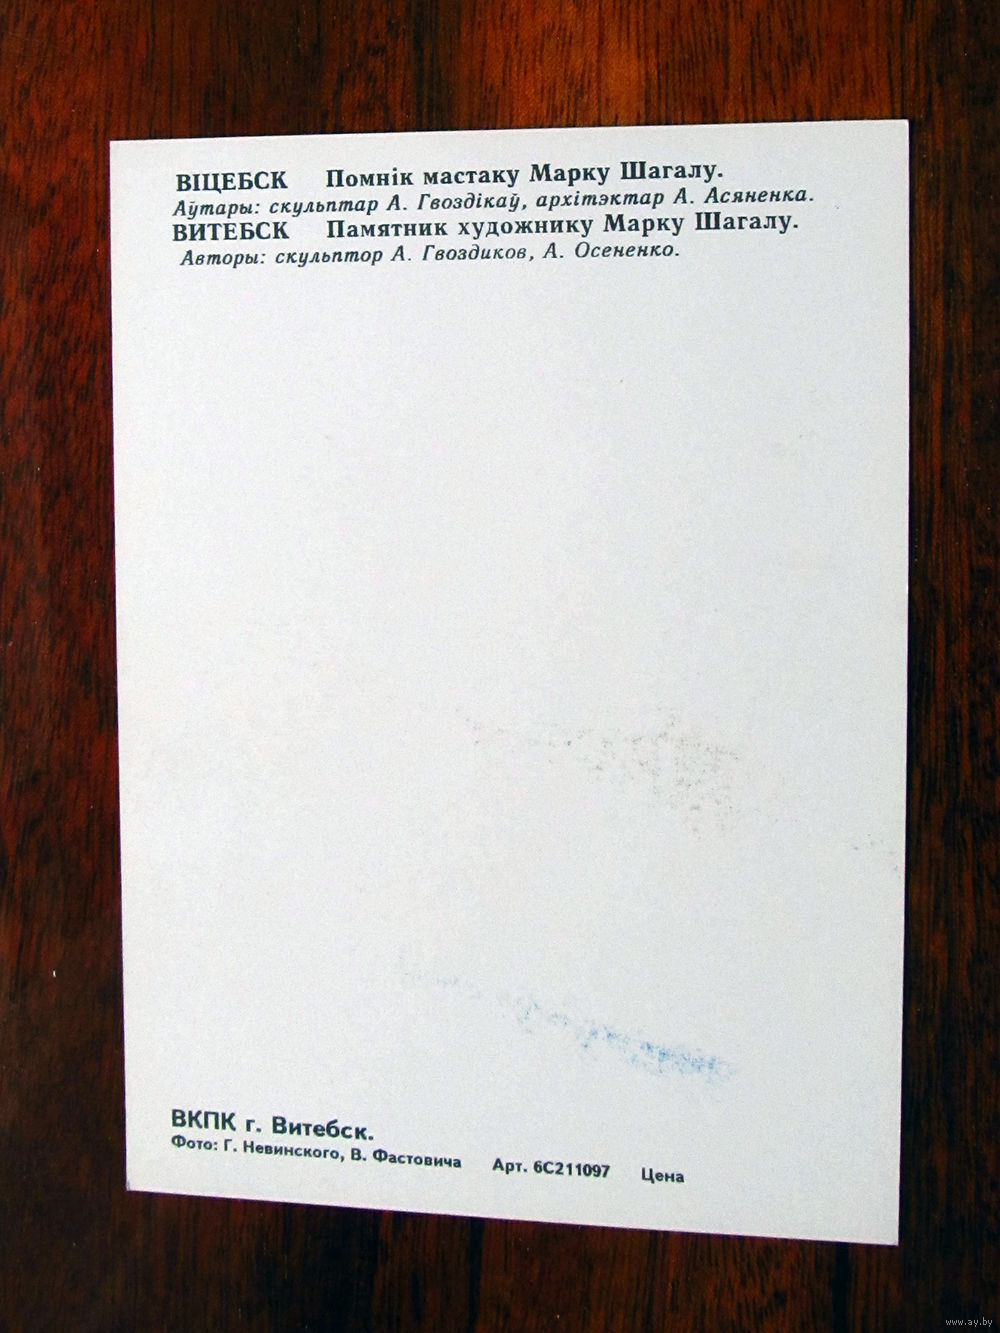 ВІЦЕБСК Помнік мастаку Марку Шагалу.
Аўтары: скульптар А. Гвоздікаў, архітэктар А. Асяненка.
ВИТЕБСК Памятник художнику Марку Шагалу.
Авторы: скульптор А. Гвоздиков, А. Осененко.
ВКПК г. Витебск.
Фото: Г. Невинского, В. Фастовича Арт. 6С211097 Цена
www.ay.by